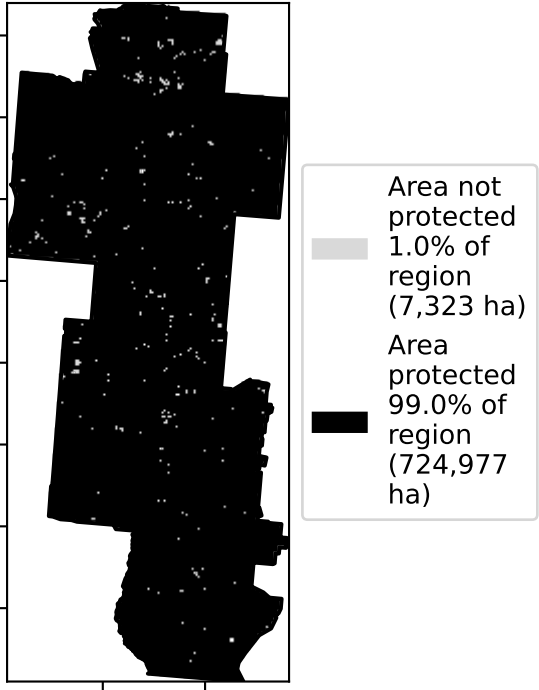 Area not
protected
1.0% of
region
(7,323 ha)
Area
protected
99.0% of
region
(724,977
ha)